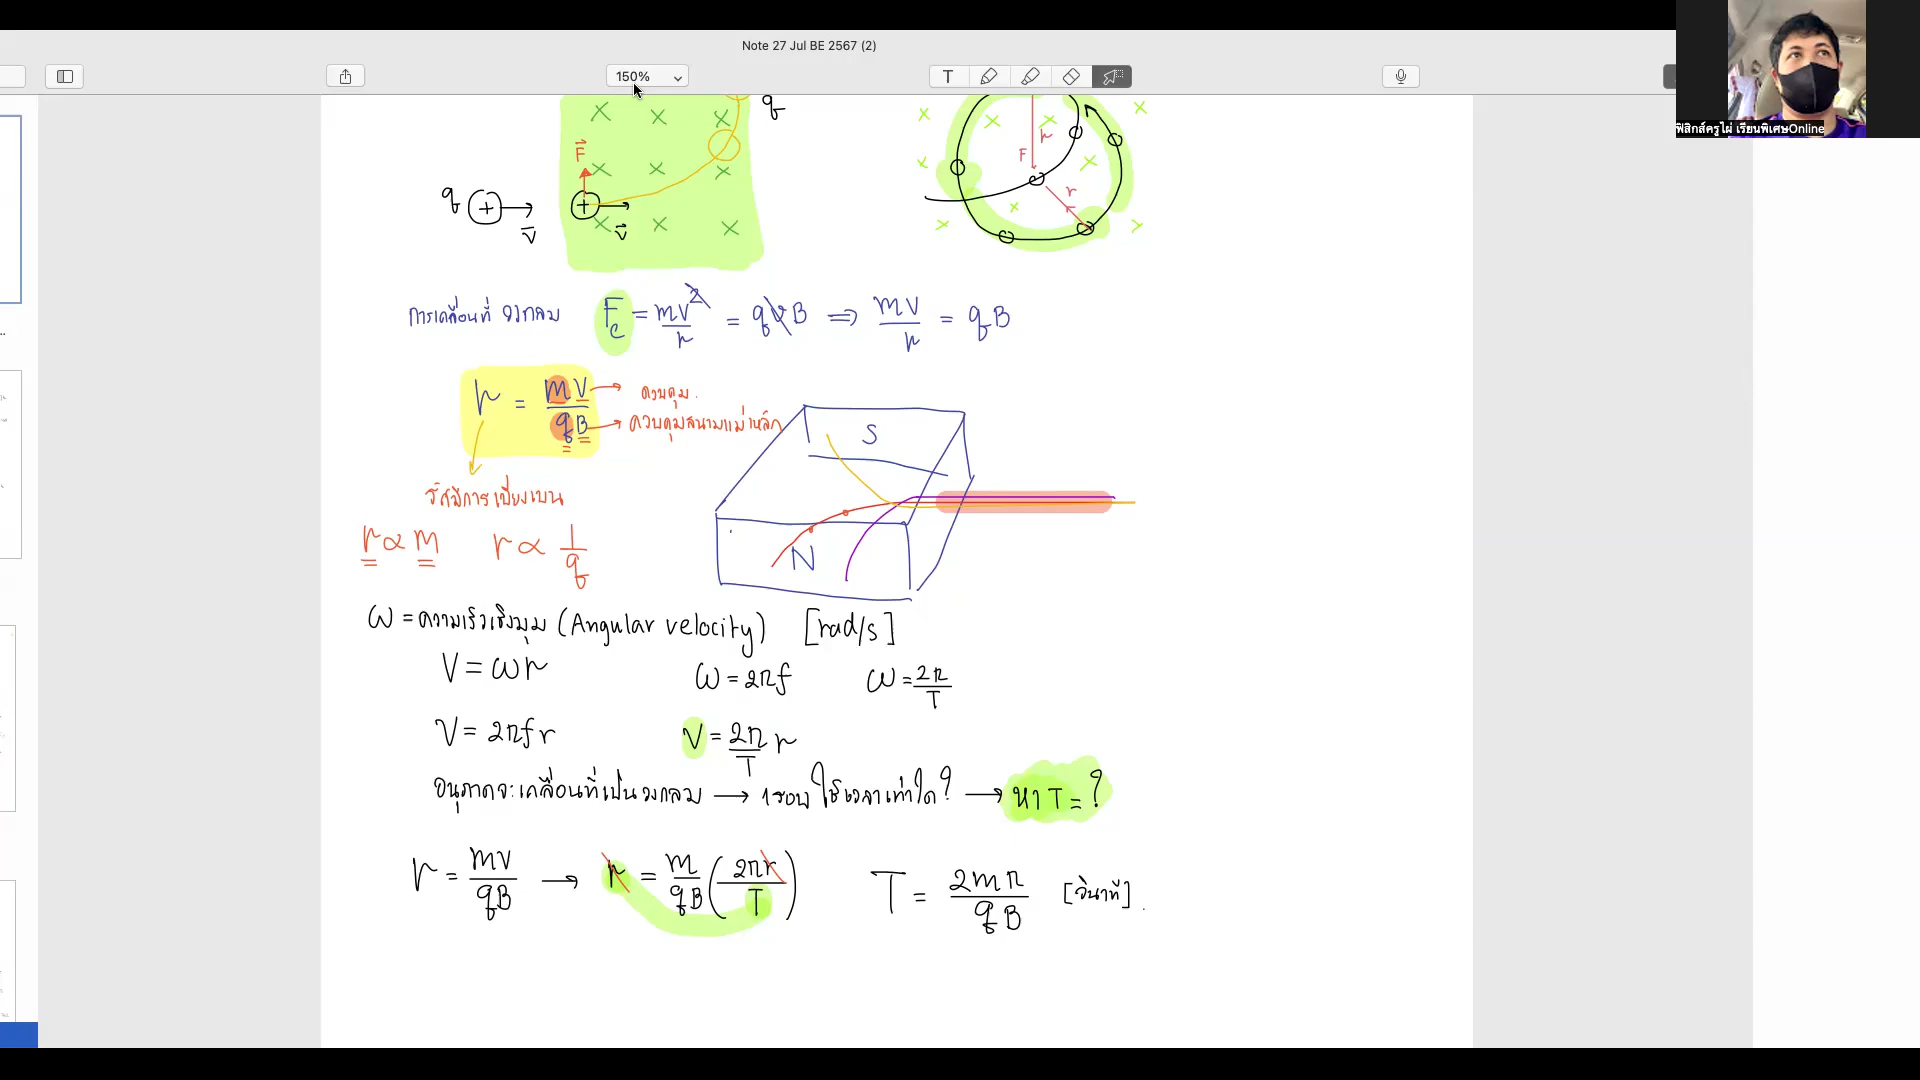 Note 27 Jul BE 2567 (2)
150%
T
ฟิสิกส์ครูไผ่ เรียนพิเศษOnline
X X X q
X X X
F
q + → v + → v
X X X
F r
r
การเคลื่อนที่ วงกลม Fc = mv²/r = qvB ⇒ mv/r = qB
r = mv/qB
→ ควบคุม.
→ ควบคุมสนามแม่เหล็ก
S
รัศมีการเบี่ยงเบน
r ∝ m r ∝ 1/q
N
ω = ความเร็วเชิงมุม (Angular velocity) [rad/s]
V = ωr ω = 2πf ω = 2π/T
V = 2πfr V = 2π/T r
อนุภาคจะเคลื่อนที่เป็นวงกลม → 1 รอบ ใช้เวลาเท่าใด? → หา T = ?
r = mv/qB → r = m/qB (2πr/T) T = 2mπ/qB [วินาที].